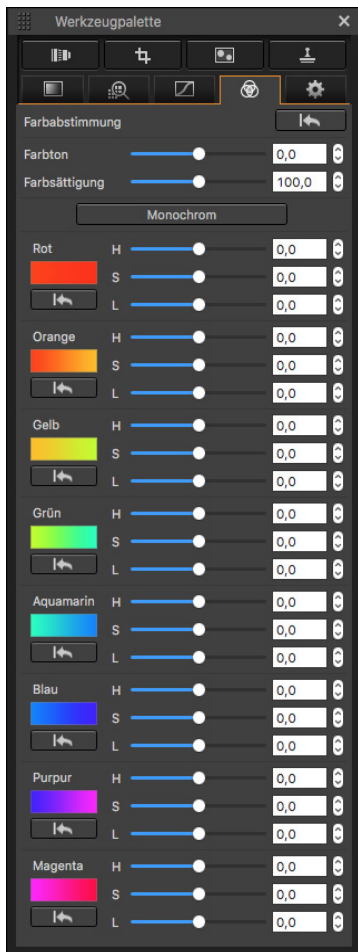 Werkzeugpalette
Farbabstimmung
Farbton 0,0
Farbsättigung 100,0
Monochrom
Rot H 0,0
S 0,0
L 0,0
Orange H 0,0
S 0,0
L 0,0
Gelb H 0,0
S 0,0
L 0,0
Grün H 0,0
S 0,0
L 0,0
Aquamarin H 0,0
S 0,0
L 0,0
Blau H 0,0
S 0,0
L 0,0
Purpur H 0,0
S 0,0
L 0,0
Magenta H 0,0
S 0,0
L 0,0